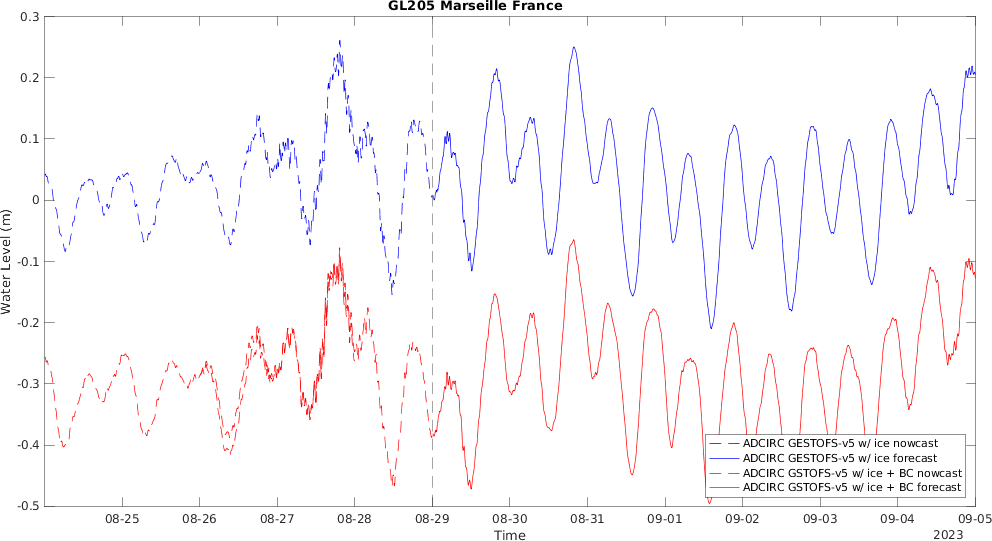 GL205 Marseille France
0.3
0.2
0.1
0
-0.1
-0.2
-0.3
-0.4
-0.5
Water Level (m)
ADCIRC GESTOFS-v5 w/ ice nowcast
ADCIRC GESTOFS-v5 w/ ice forecast
ADCIRC GSTOFS-v5 w/ ice + BC nowcast
ADCIRC GSTOFS-v5 w/ ice + BC forecast
08-25 08-26 08-27 08-28 08-29 08-30 08-31 09-01 09-02 09-03 09-04 09-05
Time
2023